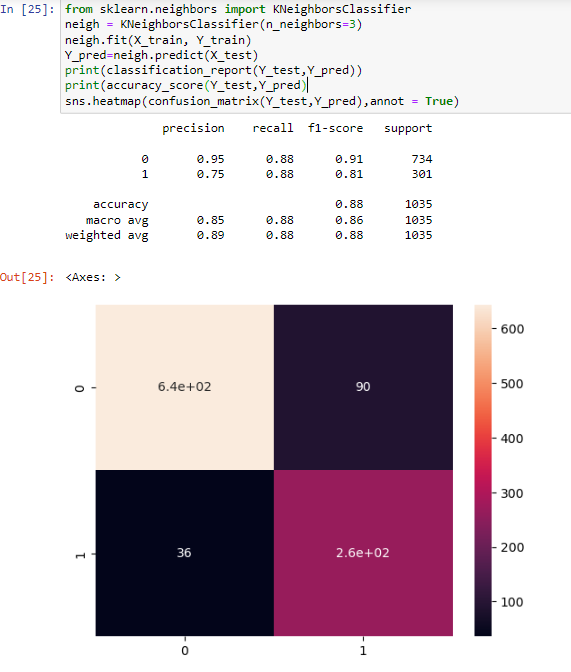 In [25]: from sklearn.neighbors import KNeighborsClassifier
neigh = KNeighborsClassifier(n_neighbors=3)
neigh.fit(X_train, Y_train)
Y_pred=neigh.predict(X_test)
print(classification_report(Y_test,Y_pred))
print(accuracy_score(Y_test,Y_pred)
sns.heatmap(confusion_matrix(Y_test,Y_pred),annot = True)
precision recall f1-score support
0 0.95 0.88 0.91 734
1 0.75 0.88 0.81 301
accuracy 0.88 1035
macro avg 0.85 0.88 0.86 1035
weighted avg 0.89 0.88 0.88 1035
Out[25]: <Axes: >
600
500
400
300
200
100
0
6.4e+02 90
1
36 2.6e+02
0 1